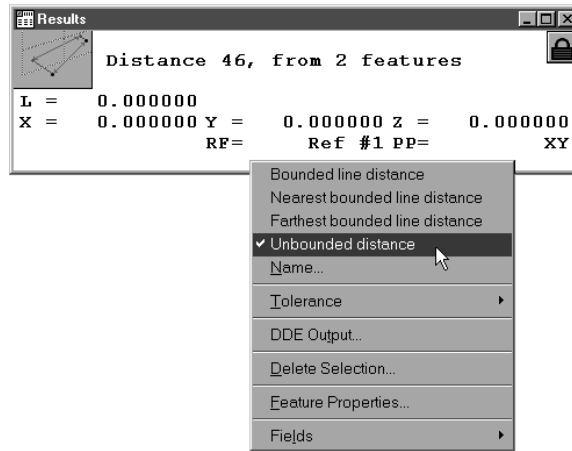 Results
Distance 46, from 2 features
L = 0.000000
X = 0.000000 Y = 0.000000 Z = 0.000000
RF= Ref #1 PP= XY
Bounded line distance
Nearest bounded line distance
Farthest bounded line distance
Unbounded distance
Name...
Tolerance
DDE Output...
Delete Selection...
Feature Properties...
Fields